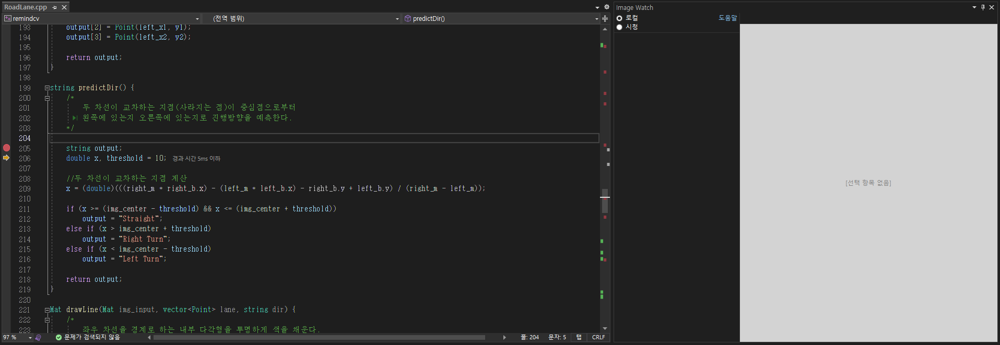 RoadLane.cpp
remindcv
(전역 범위)
predictDir()
193 output[2] = Point(left_x1, y1);
194 output[3] = Point(left_x2, y2);
195
196 return output;
197 }
198
199 string predictDir() {
200 /*
201 두 차선이 교차하는 지점(사라지는 점)이 중심점으로부터
202 왼쪽에 있는지 오른쪽에 있는지로 진행방향을 예측한다.
203 */
204
205 string output;
206 double x, threshold = 10; 경과 시간 5ms 이하
207
208 //두 차선이 교차하는 지점 계산
209 x = (double)(((right_m * right_b.x) - (left_m * left_b.x) - right_b.y + left_b.y) / (right_m - left_m));
210
211 if (x >= (img_center - threshold) && x <= (img_center + threshold))
212 output = "Straight";
213 else if (x > img_center + threshold)
214 output = "Right Turn";
215 else if (x < img_center - threshold)
216 output = "Left Turn";
217
218 return output;
219 }
220
221 Mat drawLine(Mat img_input, vector<Point> lane, string dir) {
222 /*
223 좌우 차선을 경계로 하는 내부 다각형을 투명하게 색을 채운다.
97 %
문제가 검색되지 않음
줄: 204
문자: 5
탭
CRLF
Image Watch
로컬
도움말
시청
[선택 항목 없음]